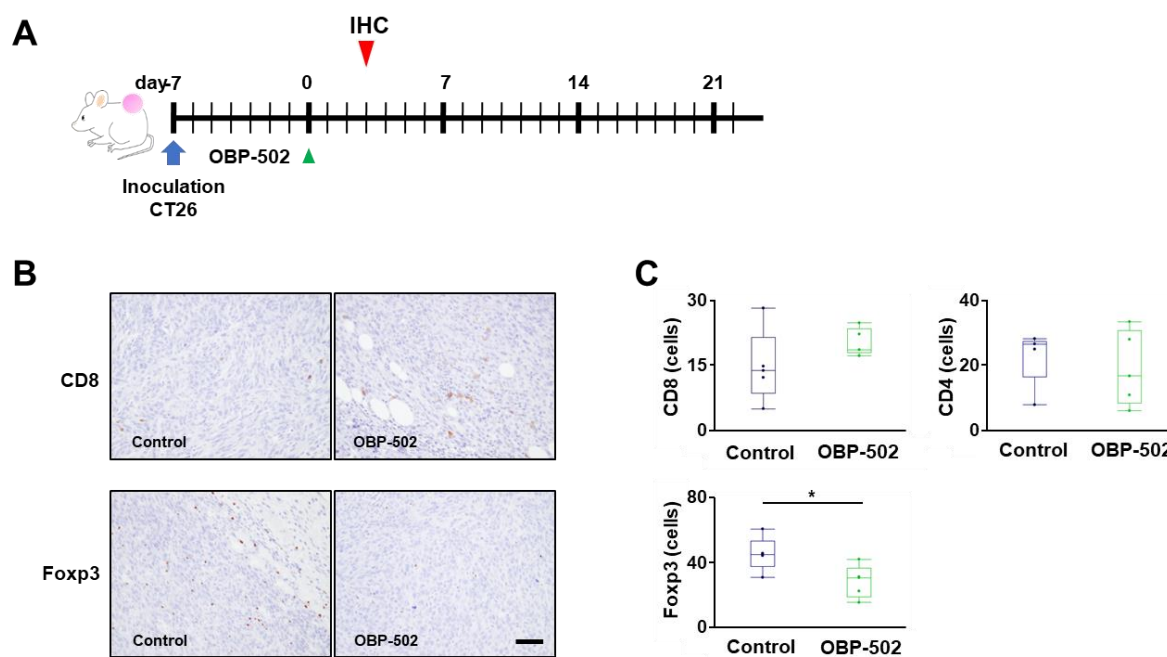 A
IHC
day-7 0 7 14 21
OBP-502
Inoculation
CT26
B
CD8
Control
OBP-502
Foxp3
Control
OBP-502
C
CD8 (cells)
30
15
0
Control OBP-502
CD4 (cells)
40
20
0
Control OBP-502
Foxp3 (cells)
80
40
0
*
Control OBP-502